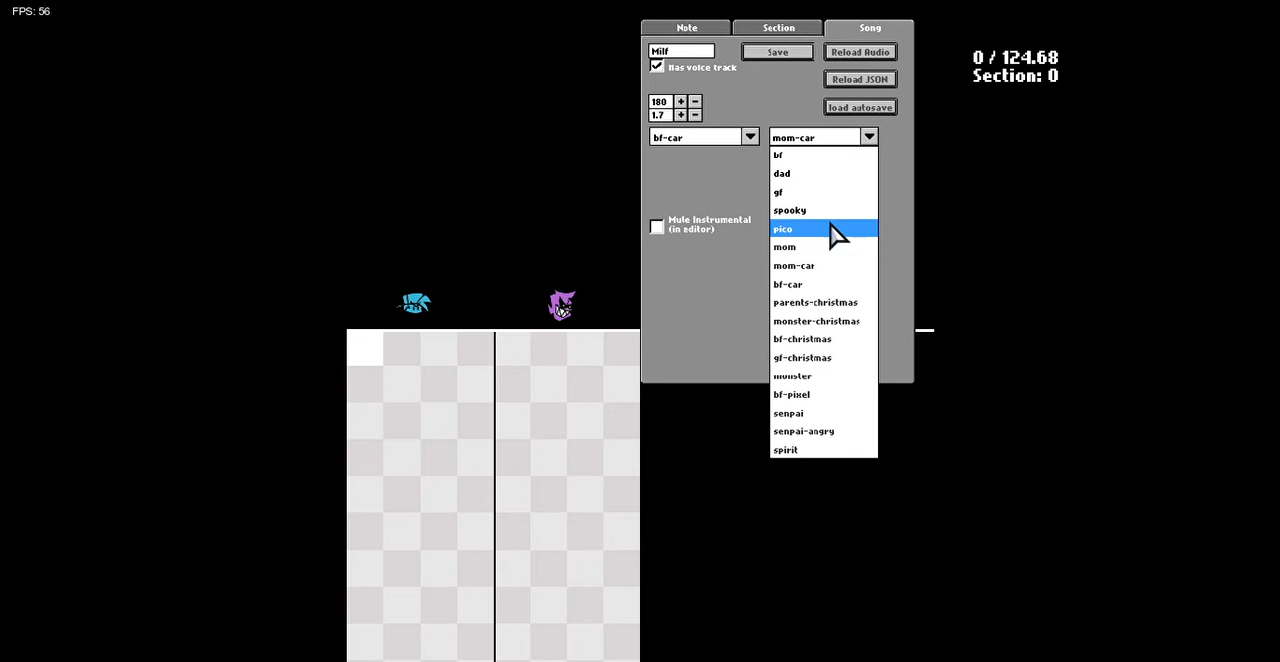 FPS: 56
Note
Section
Song
Milf
Save
Reload Audio
Has voice track
Reload JSON
180 + -
load autosave
1.7 + -
bf-car
mom-car
bf
dad
gf
spooky
pico
mom
mom-car
bf-car
parents-christmas
monster-christmas
bf-christmas
gf-christmas
monster
bf-pixel
senpai
senpai-angry
spirit
Mute Instrumental
(in editor)
0 / 124.68
Section: 0